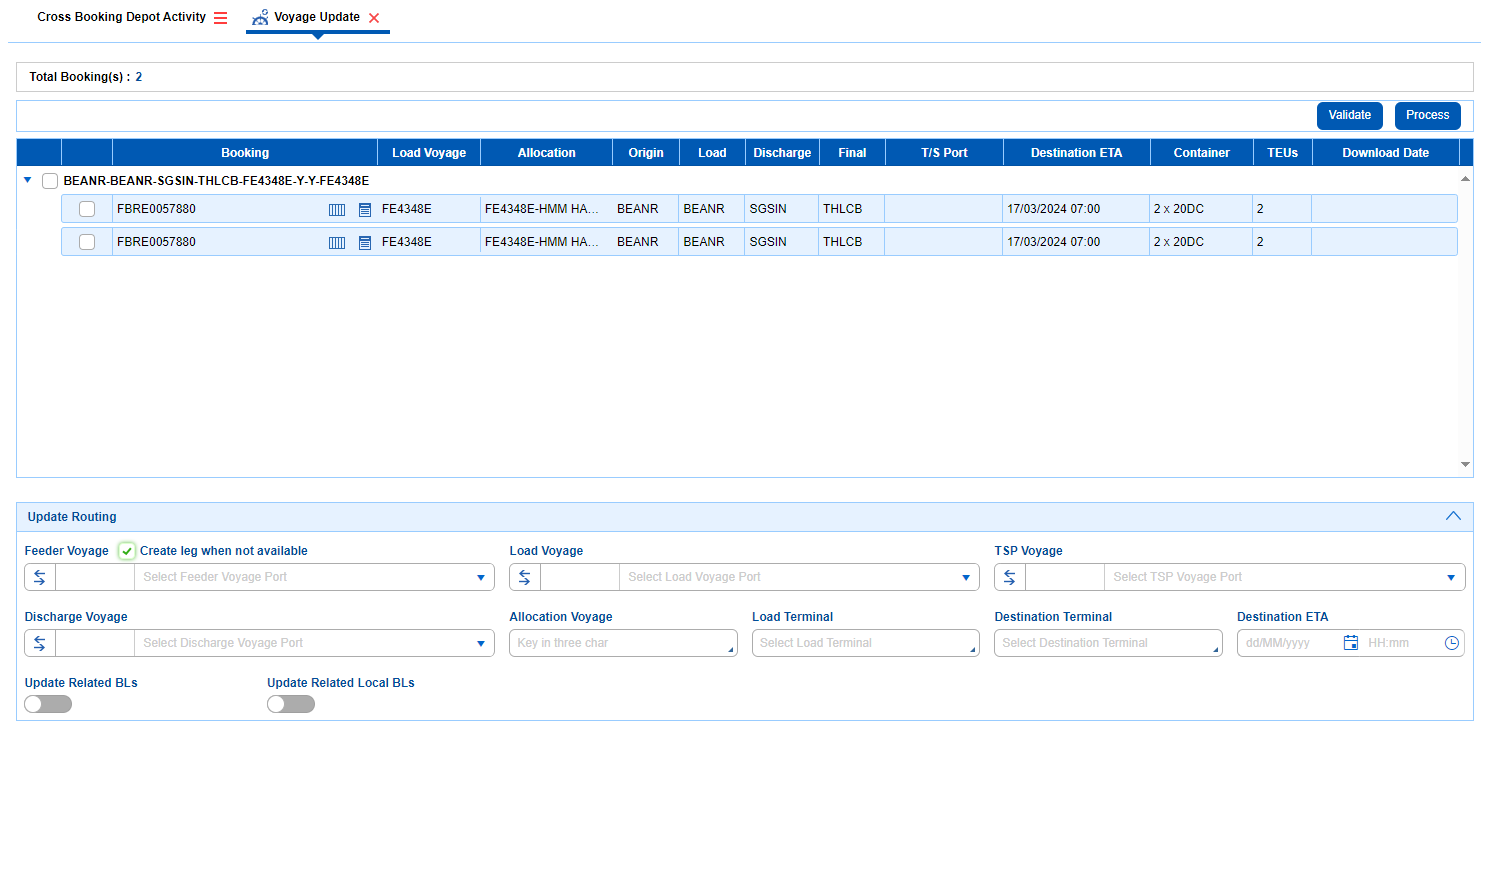 Cross Booking Depot Activity Voyage Update
Total Booking(s) : 2
Validate Process
Booking Load Voyage Allocation Origin Load Discharge Final T/S Port Destination ETA Container TEUs Download Date
BEANR-BEANR-SGSIN-THLCB-FE4348E-Y-Y-FE4348E
FBRE0057880 FE4348E FE4348E-HMM HA... BEANR BEANR SGSIN THLCB 17/03/2024 07:00 2 x 20DC 2
FBRE0057880 FE4348E FE4348E-HMM HA... BEANR BEANR SGSIN THLCB 17/03/2024 07:00 2 x 20DC 2
Update Routing
Feeder Voyage Create leg when not available Load Voyage TSP Voyage
Select Feeder Voyage Port Select Load Voyage Port Select TSP Voyage Port
Discharge Voyage Allocation Voyage Load Terminal Destination Terminal Destination ETA
Select Discharge Voyage Port Key in three char Select Load Terminal Select Destination Terminal dd/MM/yyyy HH:mm
Update Related BLs Update Related Local BLs